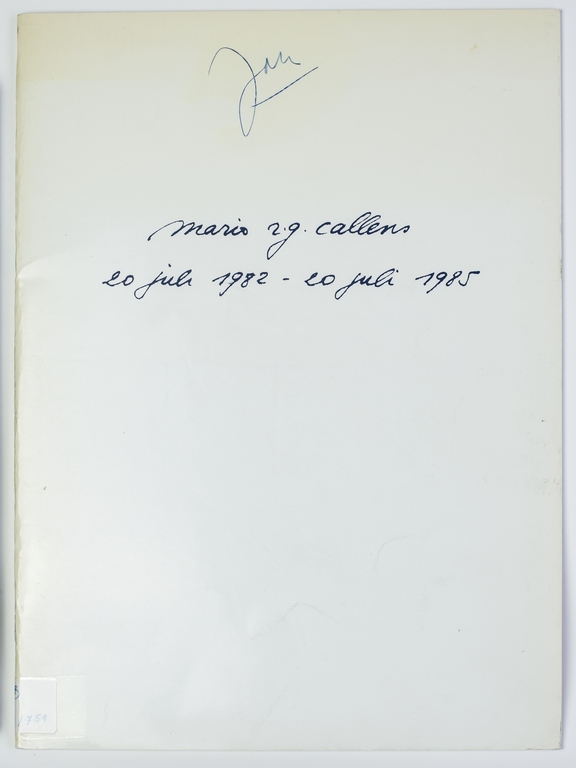 Jan
mario r.g. callens
20 juli 1982 - 20 juli 1985